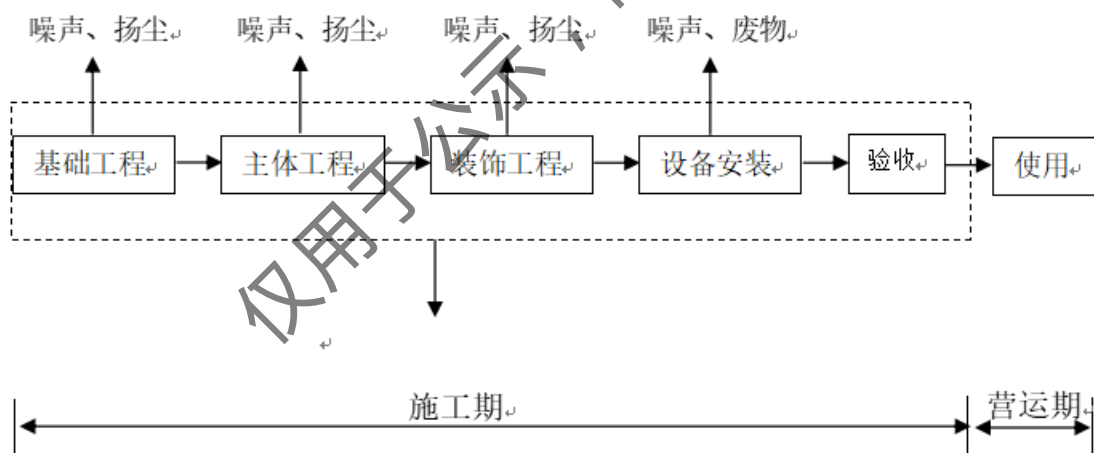 噪声、扬尘 噪声、扬尘 噪声、扬尘 噪声、废物
基础工程 主体工程 装饰工程 设备安装 验收 使用
仅用于公示，
施工期 营运期